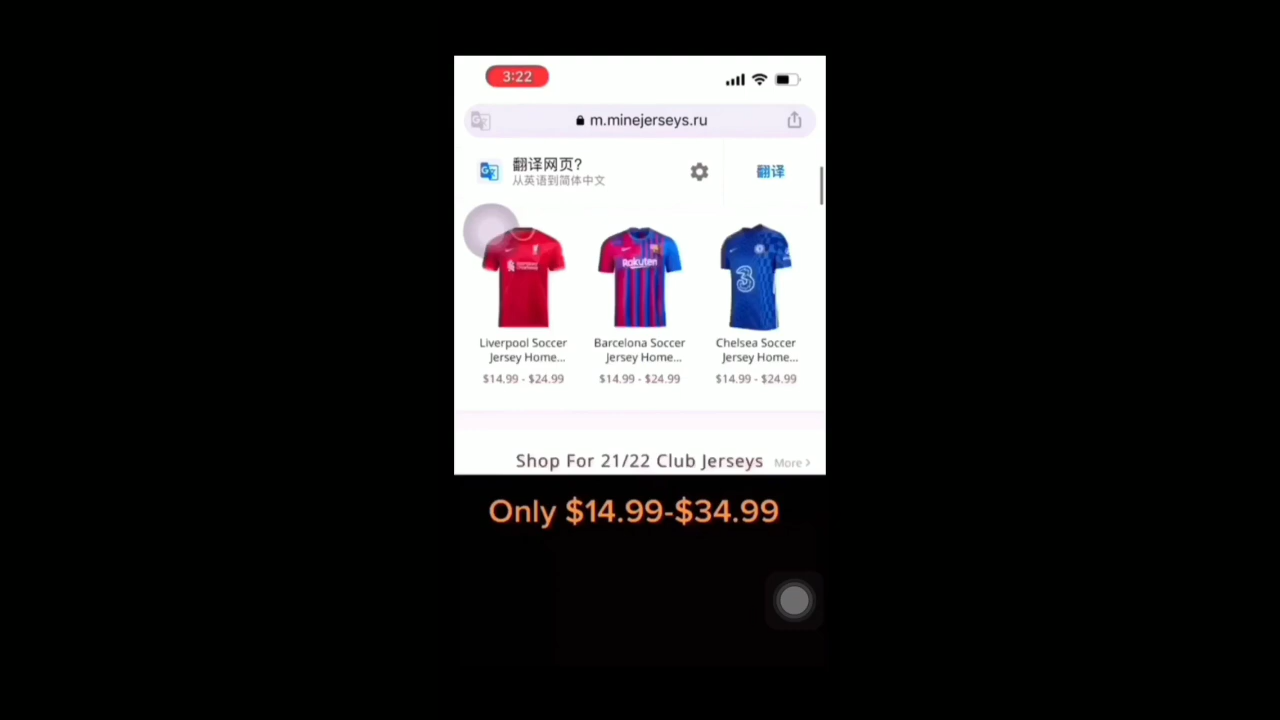 3:22
m.minejerseys.ru
翻译网页?
从英语到简体中文
翻译
Rakuten
3
Liverpool Soccer
Jersey Home...
$14.99 - $24.99
Barcelona Soccer
Jersey Home...
$14.99 - $24.99
Chelsea Soccer
Jersey Home...
$14.99 - $24.99
Shop For 21/22 Club Jerseys
More >
Only $14.99-$34.99